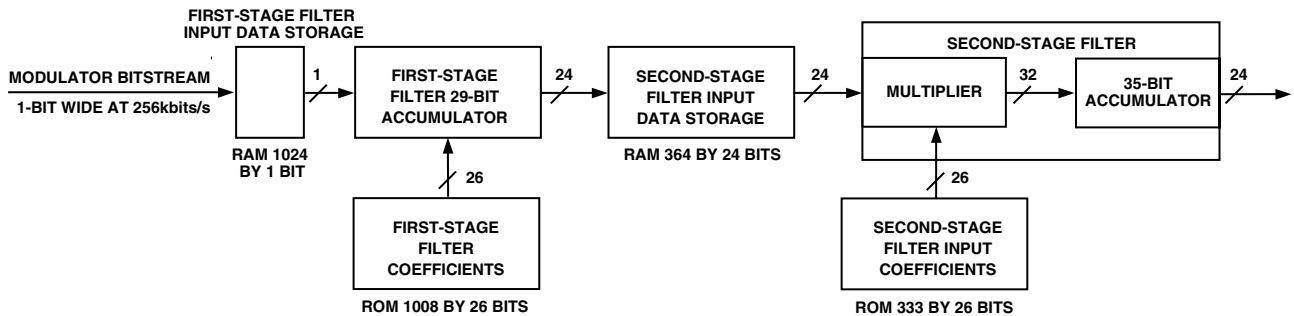 FIRST-STAGE FILTER
INPUT DATA STORAGE
MODULATOR BITSTREAM
1-BIT WIDE AT 256kbits/s
RAM 1024
BY 1 BIT
1
FIRST-STAGE
FILTER 29-BIT
ACCUMULATOR
26
FIRST-STAGE
FILTER
COEFFICIENTS
ROM 1008 BY 26 BITS
24
SECOND-STAGE
FILTER INPUT
DATA STORAGE
RAM 364 BY 24 BITS
24
SECOND-STAGE FILTER
MULTIPLIER
32
35-BIT
ACCUMULATOR
24
26
SECOND-STAGE
FILTER INPUT
COEFFICIENTS
ROM 333 BY 26 BITS